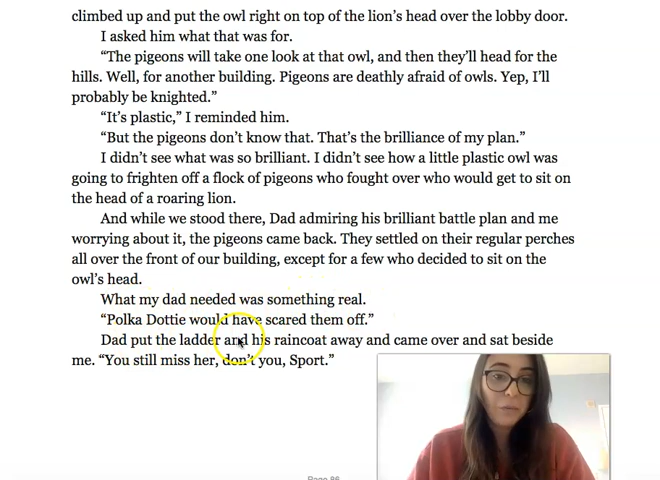 climbed up and put the owl right on top of the lion’s head over the lobby door.
I asked him what that was for.
“The pigeons will take one look at that owl, and then they’ll head for the
hills. Well, for another building. Pigeons are deathly afraid of owls. Yep, I’ll
probably be knighted.”
“It’s plastic,” I reminded him.
“But the pigeons don’t know that. That’s the brilliance of my plan.”
I didn’t see what was so brilliant. I didn’t see how a little plastic owl was
going to frighten off a flock of pigeons who fought over who would get to sit on
the head of a roaring lion.
And while we stood there, Dad admiring his brilliant battle plan and me
worrying about it, the pigeons came back. They settled on their regular perches
all over the front of our building, except for a few who decided to sit on the
owl’s head.
What my dad needed was something real.
“Polka Dottie would have scared them off.”
Dad put the ladder and his raincoat away and came over and sat beside
me. “You still miss her, don’t you, Sport.”